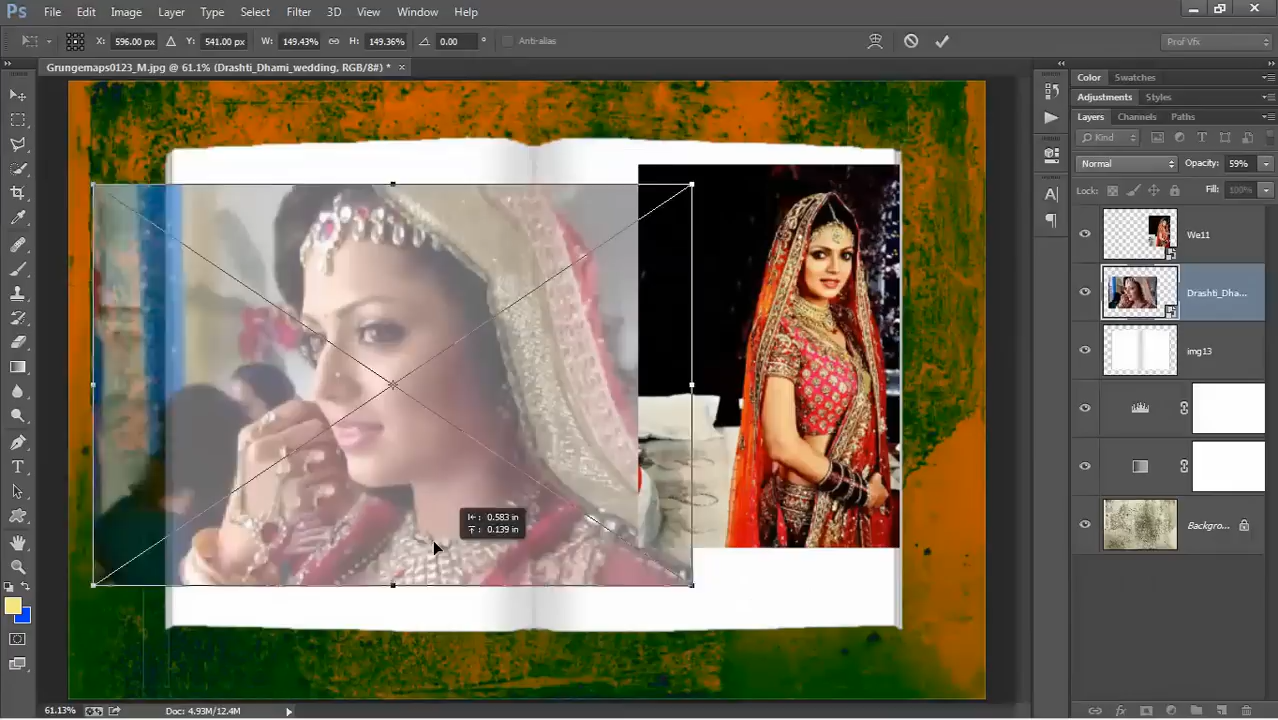 Ps File Edit Image Layer Type Select Filter 3D View Window Help
X: 596.00 px Y: 541.00 px W: 149.43% H: 149.36% 0.00 ° Anti-alias Prof Vfx
Grungemaps0123_M.jpg @ 61.1% (Drashti_Dhami_wedding, RGB/8#) * ×
Color Swatches
Adjustments Styles
Layers Channels Paths
Kind
Normal Opacity: 59%
Lock: Fill: 100%
We11
Drashti_Dha...
img13
Backgro...
0.583 in
0.139 in
61.13% Doc: 4.93M/12.4M